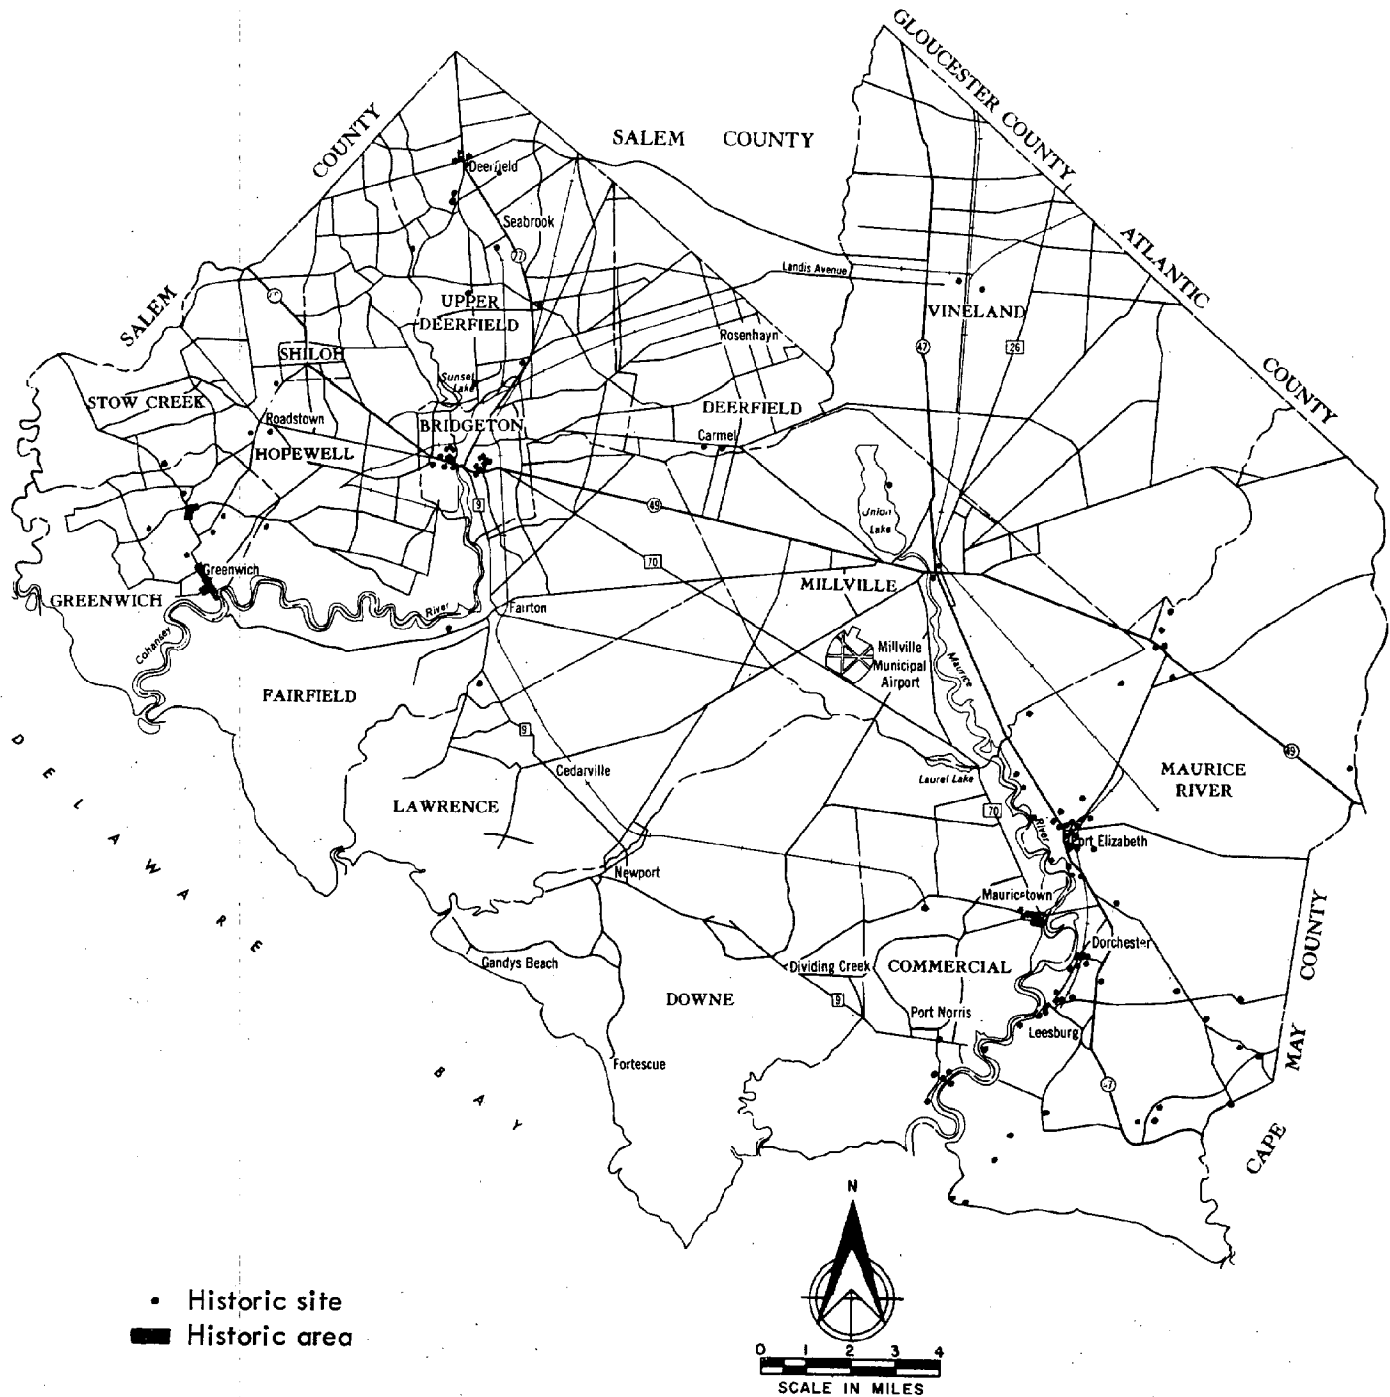 GLOUCESTER COUNTY
SALEM COUNTY
COUNTY
Deerfield
Seabrook
77
ATLANTIC
Landis Avenue
SALEM
UPPER
DEERFIELD
VINELAND
Rosenhayn
47
26
SHILOH
COUNTY
Sunset
Lake
STOW CREEK
DEERFIELD
Roadstown
BRIDGETON
Carmel
HOPEWELL
9
49
Union
Lake
70
Greenwich
MILLVILLE
GREENWICH
River
Fairton
Cohansey
Millville
Municipal
Airport
Maurice
FAIRFIELD
9
49
DELAWARE
Cedarville
Laurel Lake
MAURICE
RIVER
LAWRENCE
70
River
Port Elizabeth
Newport
Mauricetown
COUNTY
Dorchester
Gandys Beach
Dividing Creek
COMMERCIAL
DOWNE
9
Port Norris
Leesburg
MAY
Fortescue
BAY
CAPE
N
Historic site
Historic area
0 1 2 3 4
SCALE IN MILES